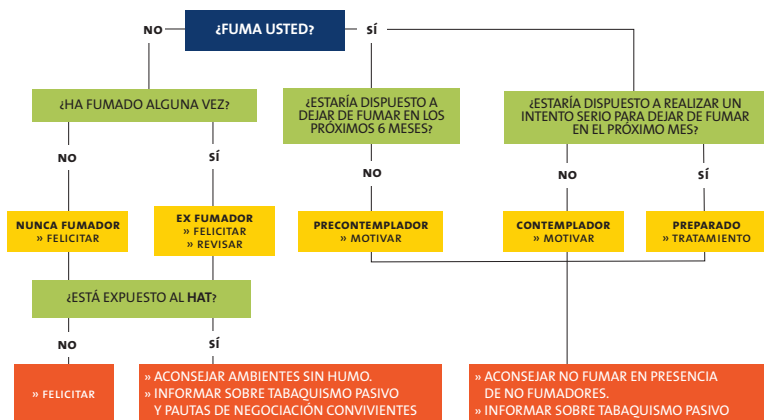 ¿FUMA USTED?
NO
SÍ
¿HA FUMADO ALGUNA VEZ?
¿ESTARÍA DISPUESTO A
DEJAR DE FUMAR EN LOS
PRÓXIMOS 6 MESES?
¿ESTARÍA DISPUESTO A REALIZAR UN
INTENTO SERIO PARA DEJAR DE FUMAR
EN EL PRÓXIMO MES?
NO
SÍ
NO
NO
SÍ
NUNCA FUMADOR
» FELICITAR
EX FUMADOR
» FELICITAR
» REVISAR
PRECONTEMPLADOR
» MOTIVAR
CONTEMPLADOR
» MOTIVAR
PREPARADO
» TRATAMIENTO
¿ESTÁ EXPUESTO AL HAT?
NO
SÍ
» FELICITAR
» ACONSEJAR AMBIENTES SIN HUMO.
» INFORMAR SOBRE TABAQUISMO PASIVO
Y PAUTAS DE NEGOCIACIÓN CONVIVIENTES
» ACONSEJAR NO FUMAR EN PRESENCIA
DE NO FUMADORES.
» INFORMAR SOBRE TABAQUISMO PASIVO